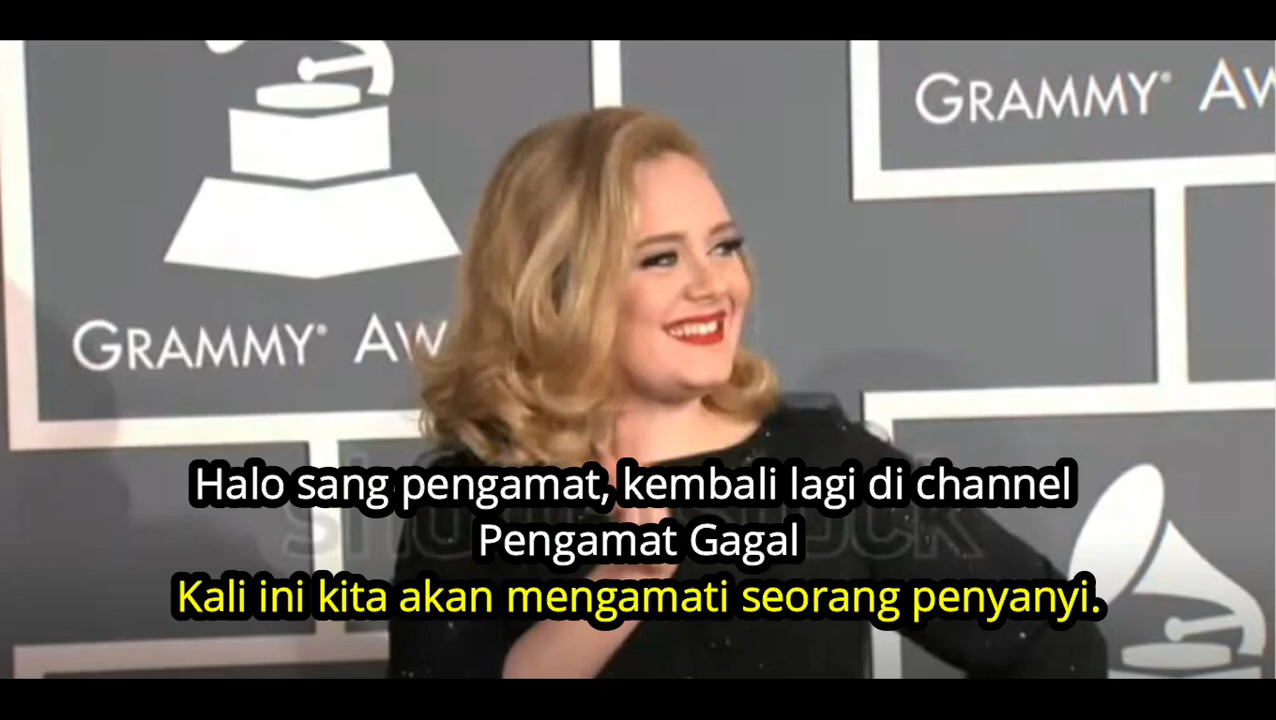 GRAMMY® AW
GRAMMY® AW
Halo sang pengamat, kembali lagi di channel
Pengamat Gagal
Kali ini kita akan mengamati seorang penyanyi.